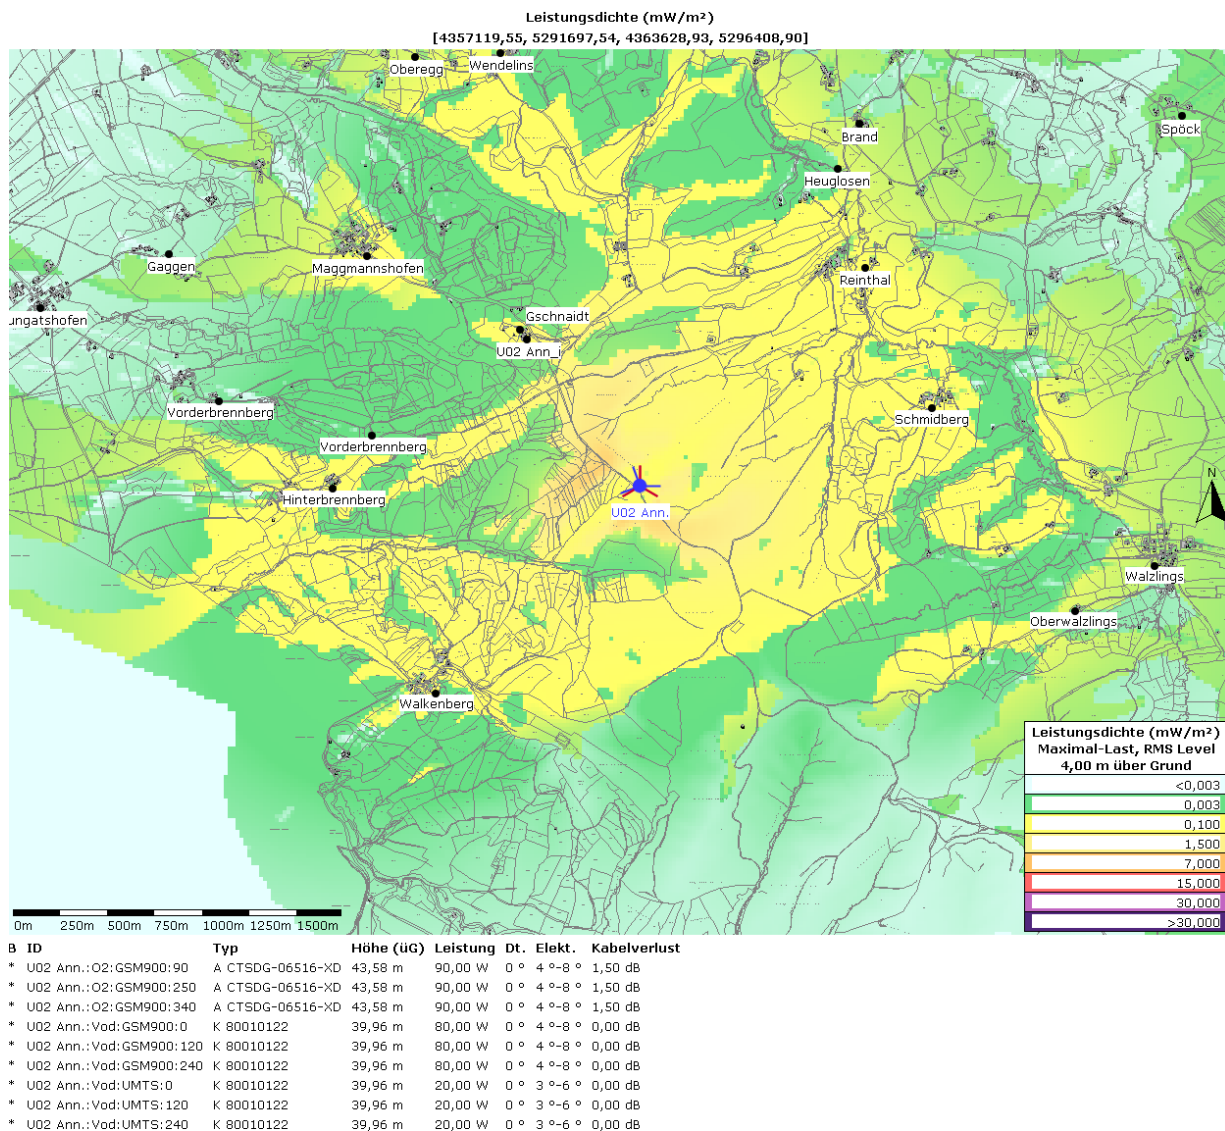 Leistungsdichte (mW/m²)
[4357119,55, 5291697,54, 4363628,93, 5296408,90]
Oberegg
Wendelins
Brand
Spöck
Heuglosen
Gaggen
Maggmannshofen
Reinthal
ungatshofen
Gschnaidt
U02 Ann_i
Vorderbrennberg
Schmidberg
Vorderbrennberg
Hinterbrennberg
N
U02 Ann.
Walzlings
Oberwalzlings
Walkenberg
Leistungsdichte (mW/m²)
Maximal-Last, RMS Level
4,00 m über Grund
<0,003
0,003
0,100
1,500
7,000
15,000
30,000
>30,000
0m 250m 500m 750m 1000m 1250m 1500m
B ID Typ Höhe (üG) Leistung Dt. Elekt. Kabelverlust
* U02 Ann.:O2:GSM900:90 A CTSDG-06516-XD 43,58 m 90,00 W 0 ° 4 °-8 ° 1,50 dB
* U02 Ann.:O2:GSM900:250 A CTSDG-06516-XD 43,58 m 90,00 W 0 ° 4 °-8 ° 1,50 dB
* U02 Ann.:O2:GSM900:340 A CTSDG-06516-XD 43,58 m 90,00 W 0 ° 4 °-8 ° 1,50 dB
* U02 Ann.:Vod:GSM900:0 K 80010122 39,96 m 80,00 W 0 ° 4 °-8 ° 0,00 dB
* U02 Ann.:Vod:GSM900:120 K 80010122 39,96 m 80,00 W 0 ° 4 °-8 ° 0,00 dB
* U02 Ann.:Vod:GSM900:240 K 80010122 39,96 m 80,00 W 0 ° 4 °-8 ° 0,00 dB
* U02 Ann.:Vod:UMTS:0 K 80010122 39,96 m 20,00 W 0 ° 3 °-6 ° 0,00 dB
* U02 Ann.:Vod:UMTS:120 K 80010122 39,96 m 20,00 W 0 ° 3 °-6 ° 0,00 dB
* U02 Ann.:Vod:UMTS:240 K 80010122 39,96 m 20,00 W 0 ° 3 °-6 ° 0,00 dB